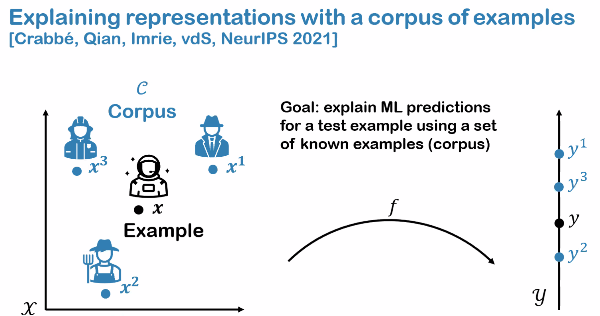 Explaining representations with a corpus of examples
[Crabbé, Qian, Imrie, vdS, NeurIPS 2021]
𝒞
Corpus
Goal: explain ML predictions
for a test example using a set
of known examples (corpus)
x³
x¹
x
Example
x²
𝒳
f
y¹
y³
y
y²
𝒴